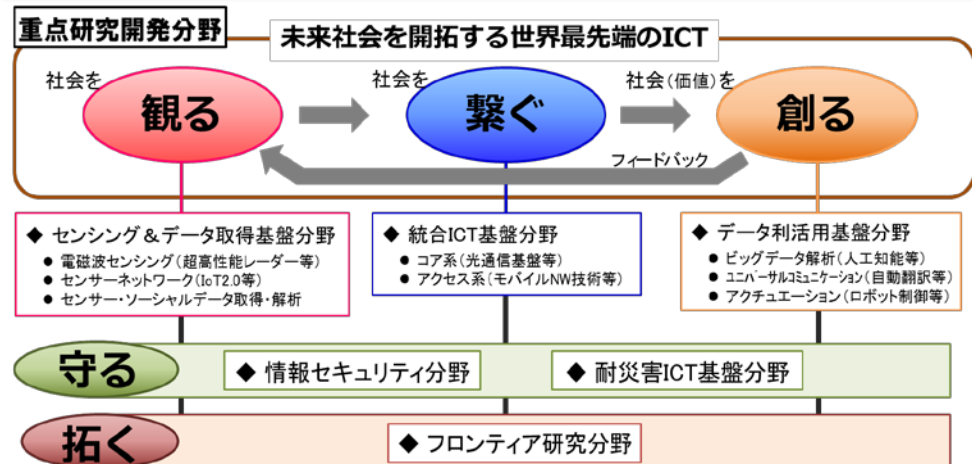 重点研究開発分野
未来社会を開拓する世界最先端のICT
社会を
観る
社会を
繋ぐ
社会(価値)を
創る
フィードバック
◆ センシング&データ取得基盤分野
● 電磁波センシング(超高性能レーダー等)
● センサーネットワーク(IoT2.0等)
● センサー・ソーシャルデータ取得・解析
◆ 統合ICT基盤分野
● コア系(光通信基盤等)
● アクセス系(モバイルNW技術等)
◆ データ利活用基盤分野
● ビッグデータ解析(人工知能等)
● ユニバーサルコミュニケーション(自動翻訳等)
● アクチュエーション(ロボット制御等)
守る
◆ 情報セキュリティ分野
◆ 耐災害ICT基盤分野
拓く
◆ フロンティア研究分野